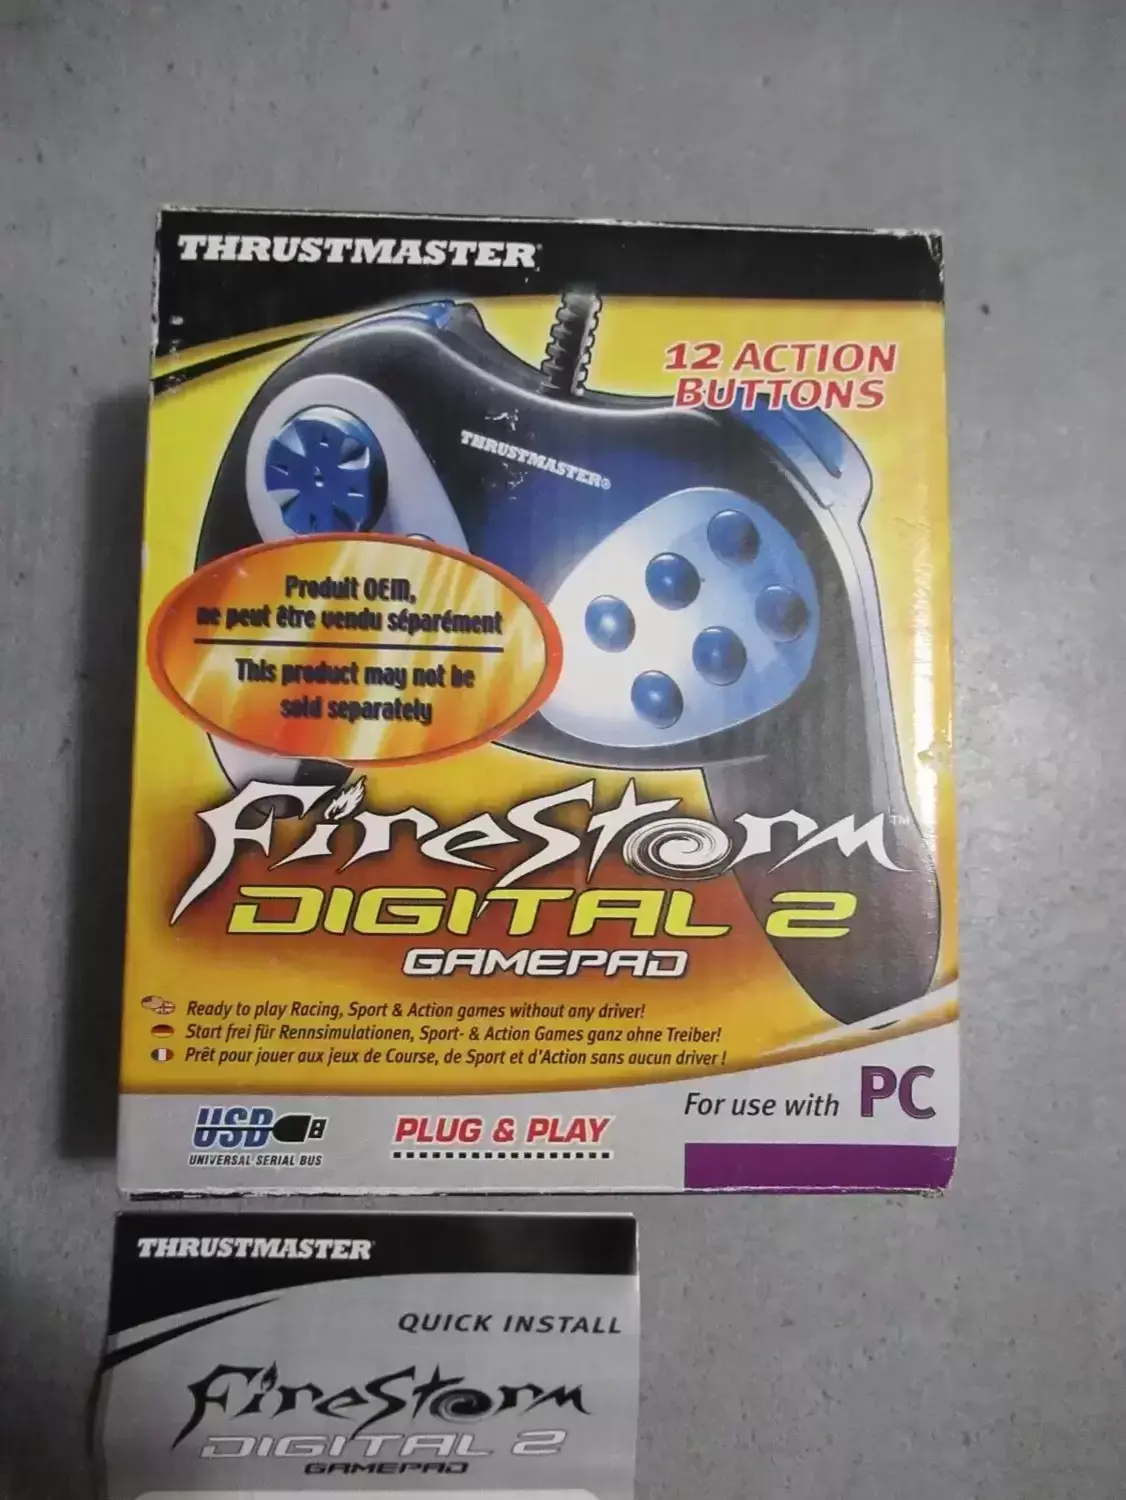 THRUSTMASTER
12 ACTION
BUTTONS
THRUSTMASTER®
Produit OEM,
ne peut être vendu séparément
This product may not be
sold separately
FireStorm™
DIGITAL 2
GAMEPAD
Ready to play Racing, Sport & Action games without any driver!
Start frei für Rennsimulationen, Sport- & Action Games ganz ohne Treiber!
Prêt pour jouer aux jeux de Course, de Sport et d'Action sans aucun driver !
USB
UNIVERSAL SERIAL BUS
PLUG & PLAY
For use with PC
THRUSTMASTER
QUICK INSTALL
FireStorm
DIGITAL 2
GAMEPAD